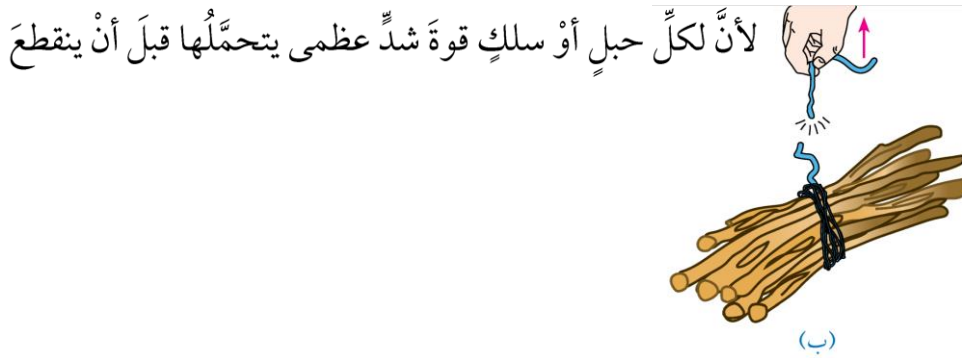 لأنَّ لكلِّ حبلٍ أوْ سلكٍ قوةَ شدٍّ عظمى يتحمَّلُها قبلَ أنْ ينقطعَ
(ب)